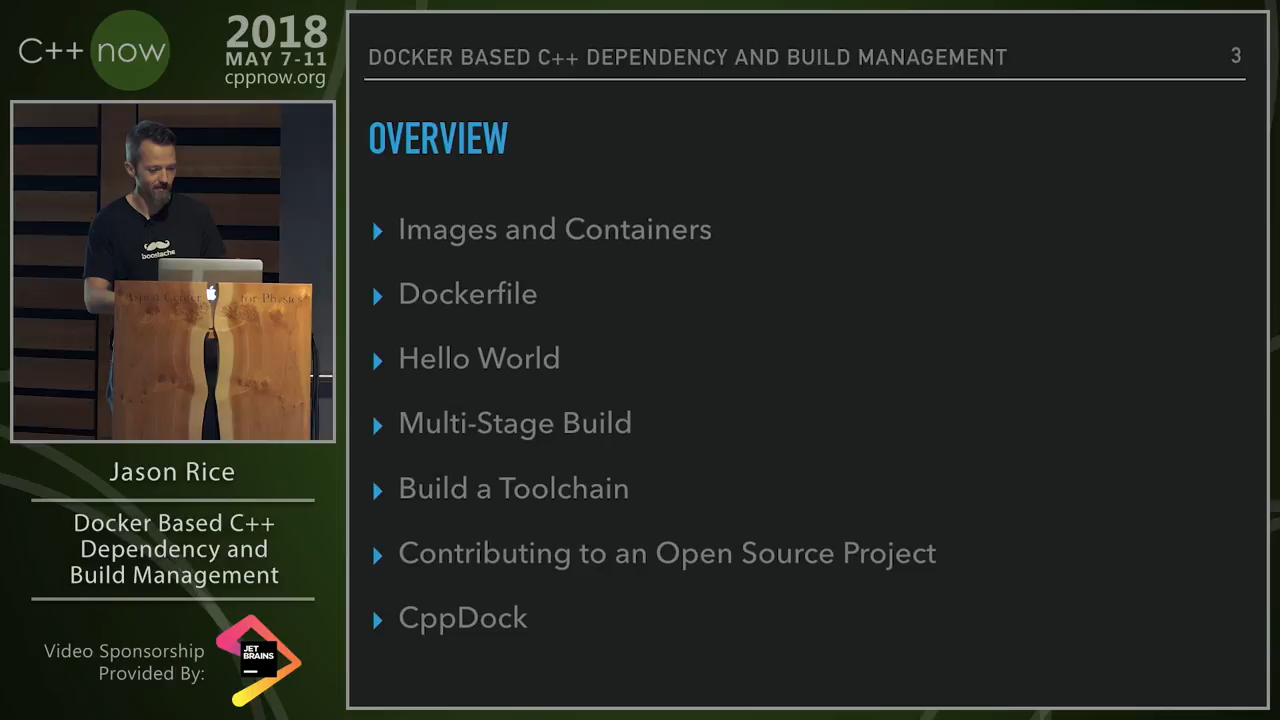 C++ now
2018
MAY 7-11
cppnow.org
boostache
Aspen Center for Physics
Jason Rice
Docker Based C++
Dependency and
Build Management
Video Sponsorship
Provided By:
JET
BRAINS
DOCKER BASED C++ DEPENDENCY AND BUILD MANAGEMENT
3
OVERVIEW
Images and Containers
Dockerfile
Hello World
Multi-Stage Build
Build a Toolchain
Contributing to an Open Source Project
CppDock